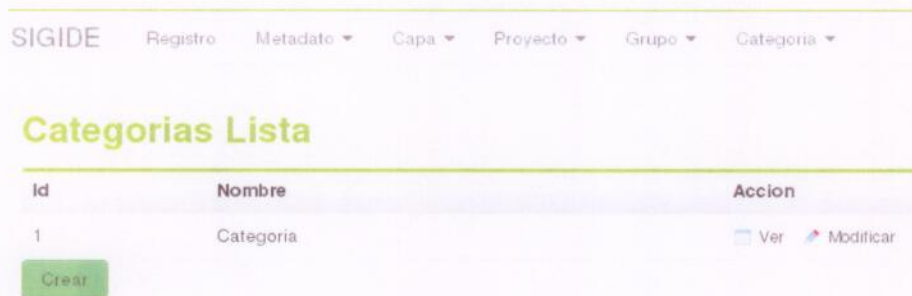 SIGIDE Registro Metadato Capa Proyecto Grupo Categoria
Categorias Lista
Id Nombre Accion
1 Categoria Ver Modificar
Crear